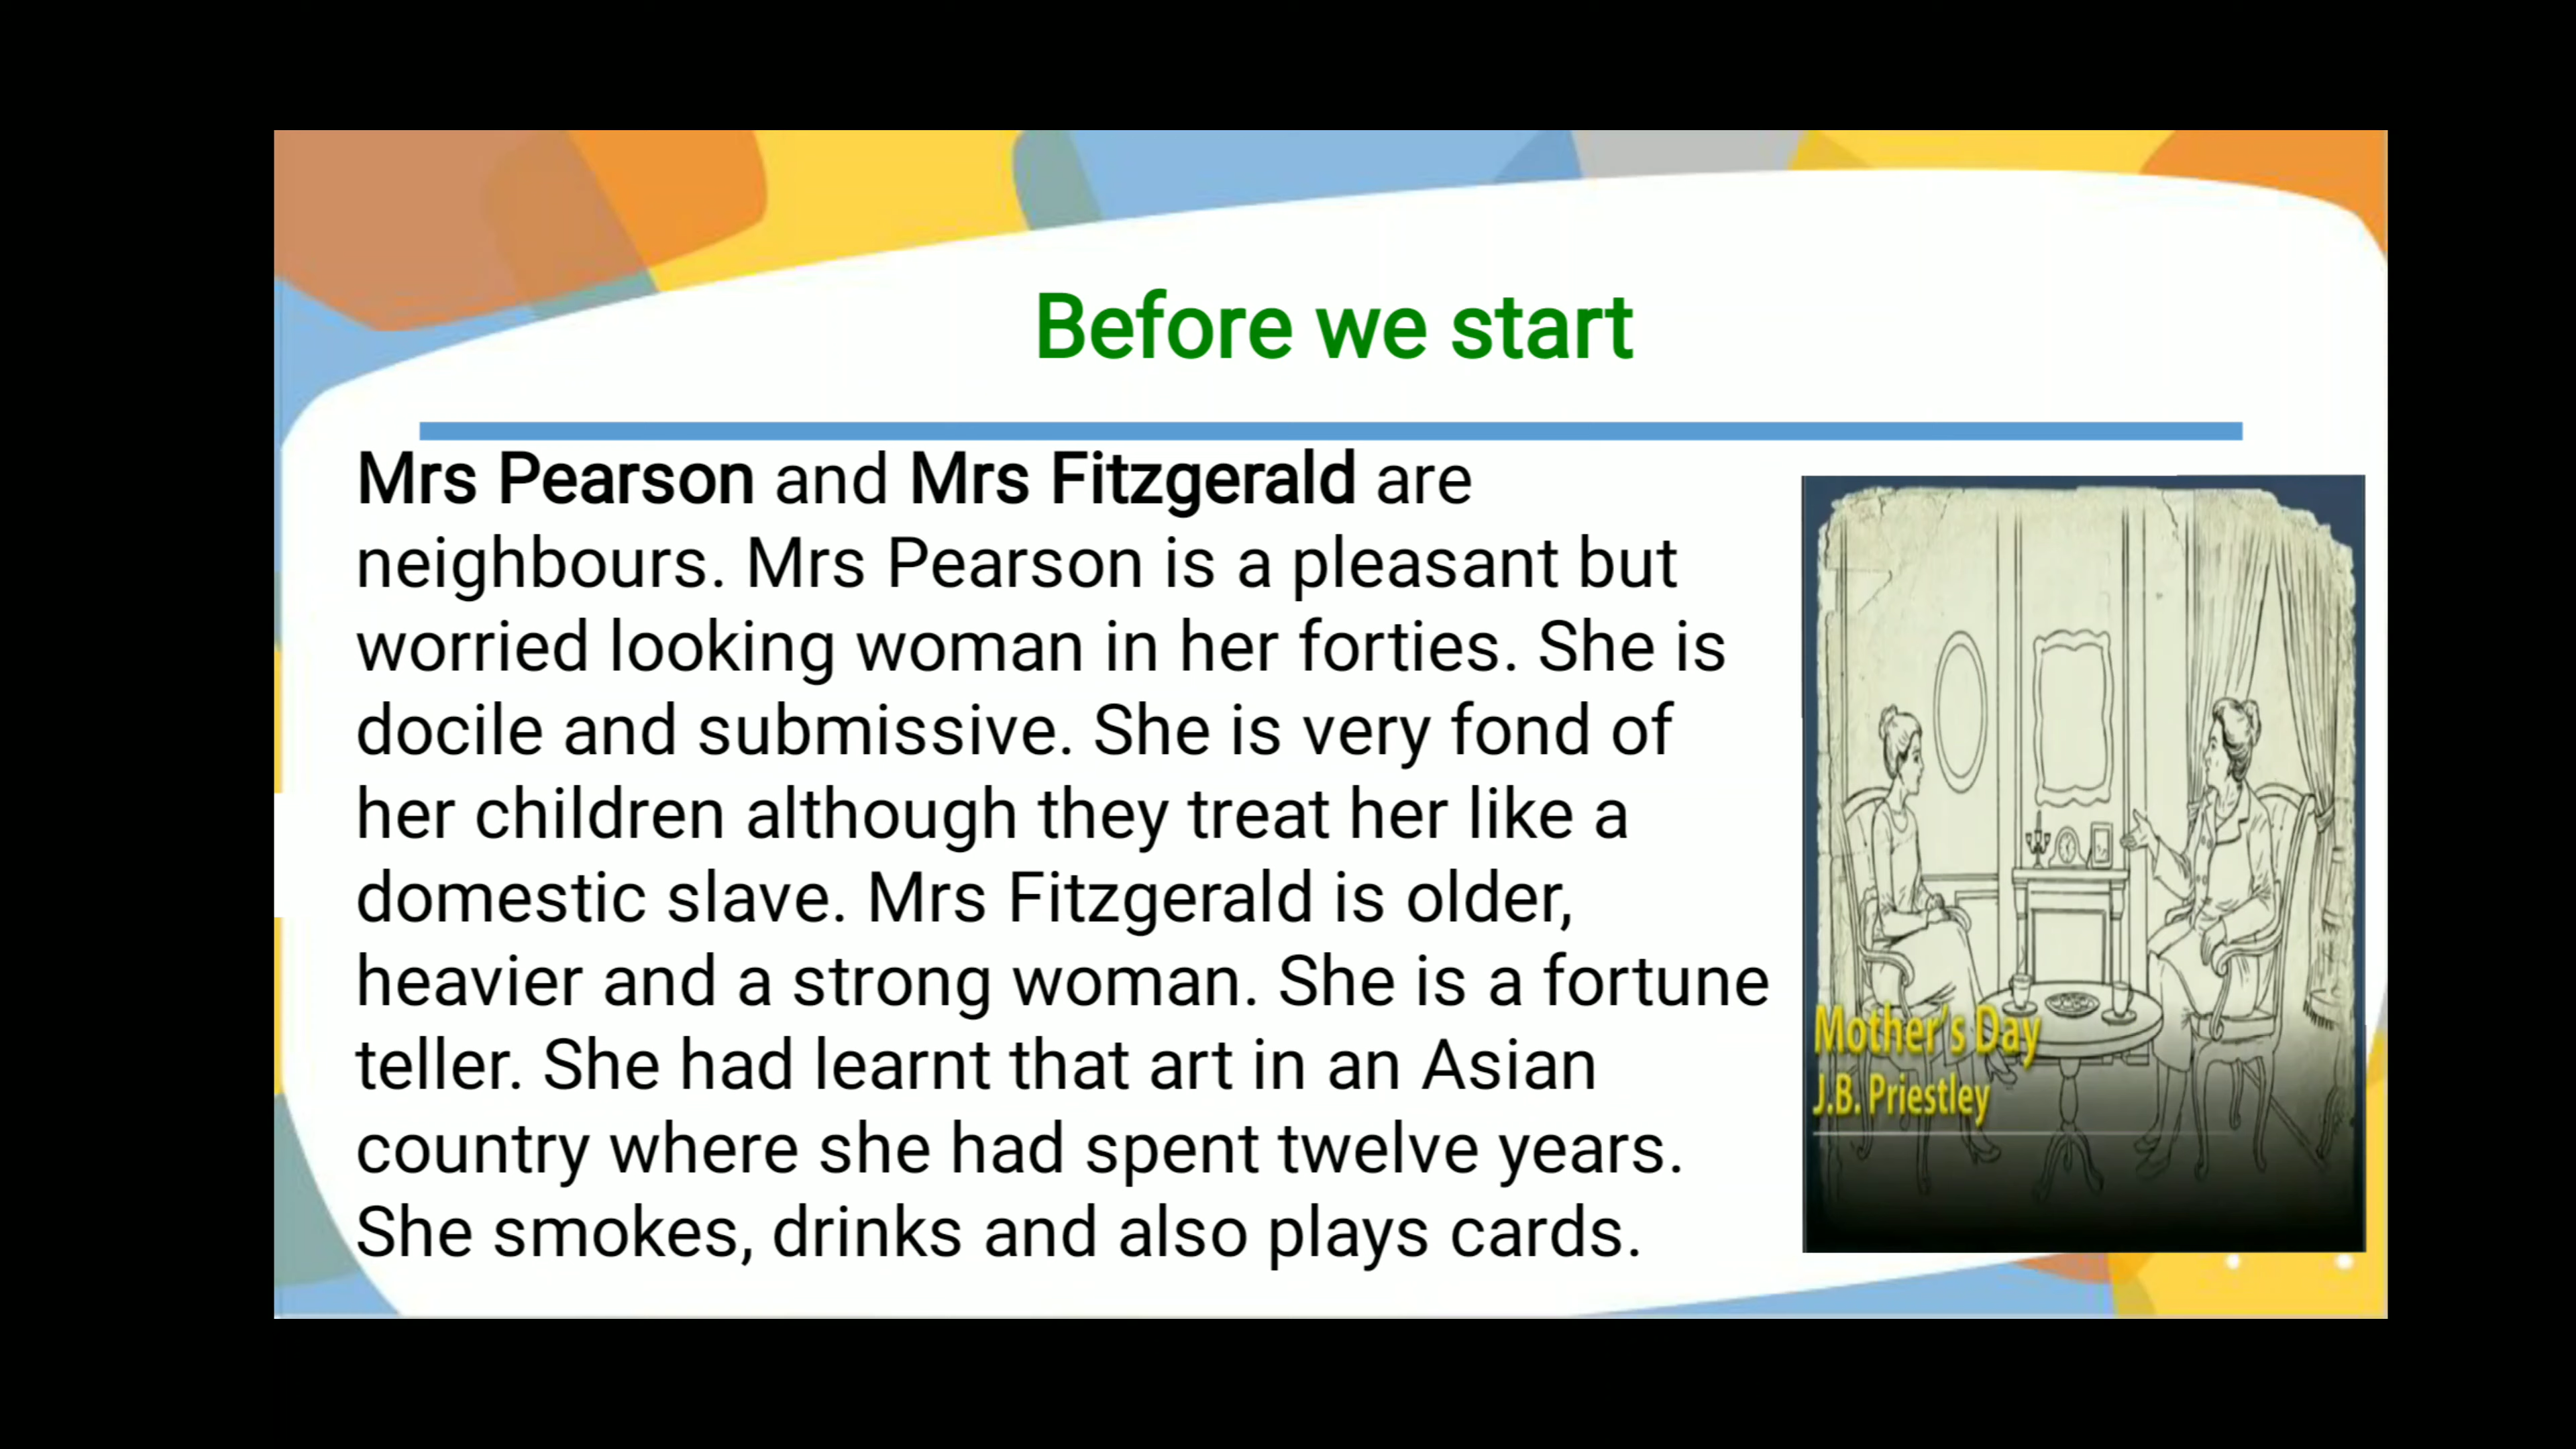 Before we start
Mrs Pearson and Mrs Fitzgerald are
neighbours. Mrs Pearson is a pleasant but
worried looking woman in her forties. She is
docile and submissive. She is very fond of
her children although they treat her like a
domestic slave. Mrs Fitzgerald is older,
heavier and a strong woman. She is a fortune
teller. She had learnt that art in an Asian
country where she had spent twelve years.
She smokes, drinks and also plays cards.
Mother's Day
J.B. Priestley